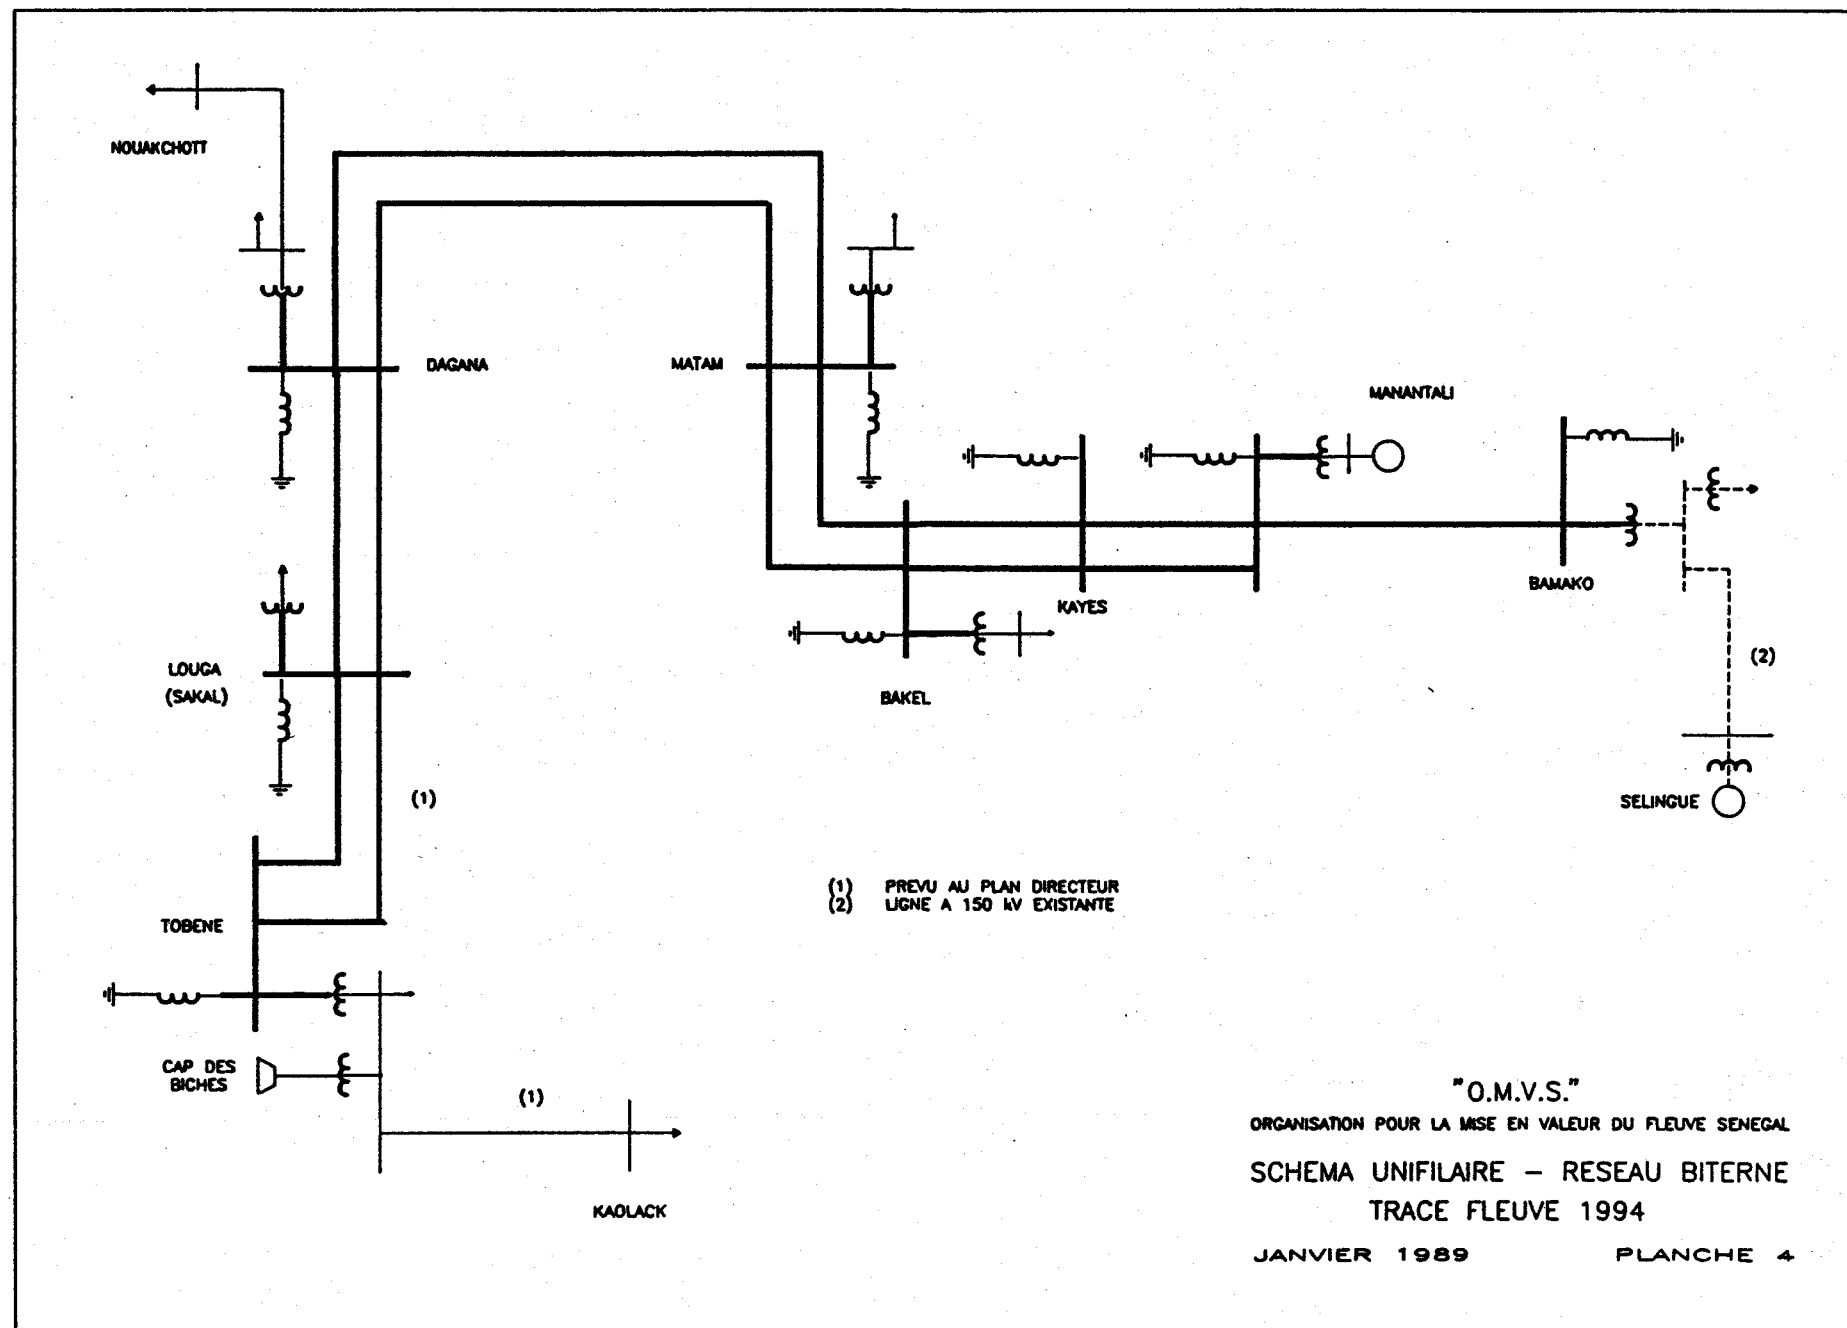 NOUAKCHOTT
DAGANA
MATAM
MANANTALI
BAMAKO
KAYES
(2)
LOUGA
(SAKAL)
BAKEL
SELINGUE
(1)
(1) PREVU AU PLAN DIRECTEUR
(2) LIGNE A 150 kV EXISTANTE
TOBENE
CAP DES
BICHES
(1)
KAOLACK
"O.M.V.S."
ORGANISATION POUR LA MISE EN VALEUR DU FLEUVE SENEGAL
SCHEMA UNIFILAIRE – RESEAU BITERNE
TRACE FLEUVE 1994
JANVIER 1989 PLANCHE 4